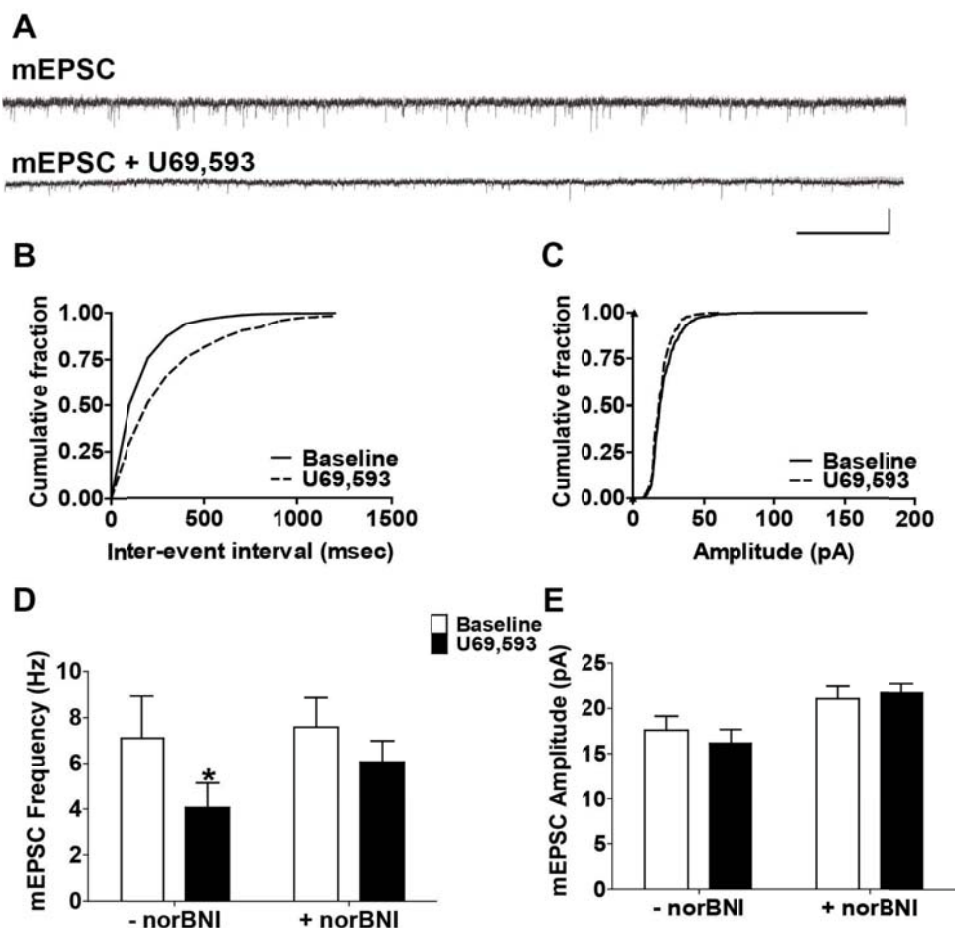 A
mEPSC
mEPSC + U69,593
B
Cumulative fraction
1.00
0.75
0.50
0.25
0.00
Baseline
U69,593
0 500 1000 1500
Inter-event interval (msec)
C
Cumulative fraction
1.00
0.75
0.50
0.25
0.00
Baseline
U69,593
0 50 100 150 200
Amplitude (pA)
D
Baseline
U69,593
mEPSC Frequency (Hz)
10
8
6
4
2
0
*
- norBNI + norBNI
E
mEPSC Amplitude (pA)
25
20
15
10
5
0
- norBNI + norBNI